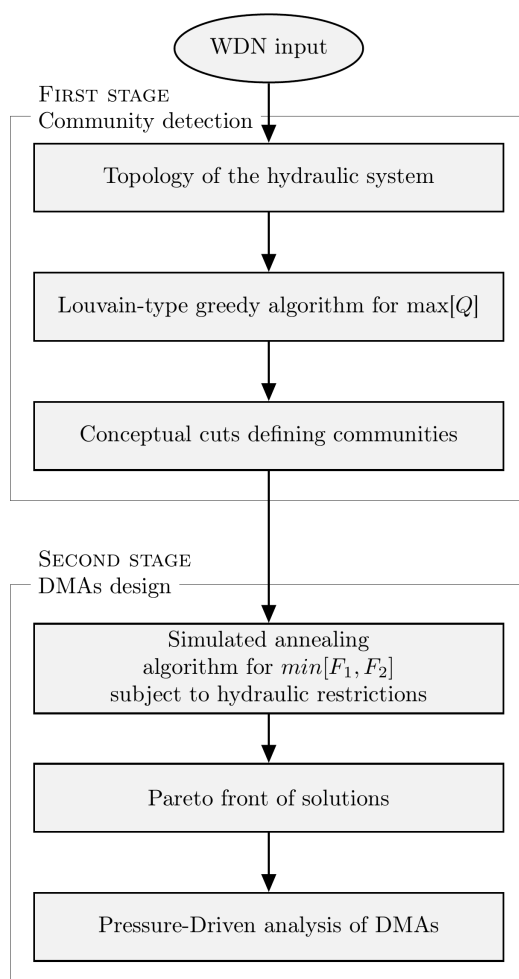 WDN input
FIRST STAGE
Community detection
Topology of the hydraulic system
Louvain-type greedy algorithm for max[Q]
Conceptual cuts defining communities
SECOND STAGE
DMAs design
Simulated annealing
algorithm for min[F₁, F₂]
subject to hydraulic restrictions
Pareto front of solutions
Pressure-Driven analysis of DMAs